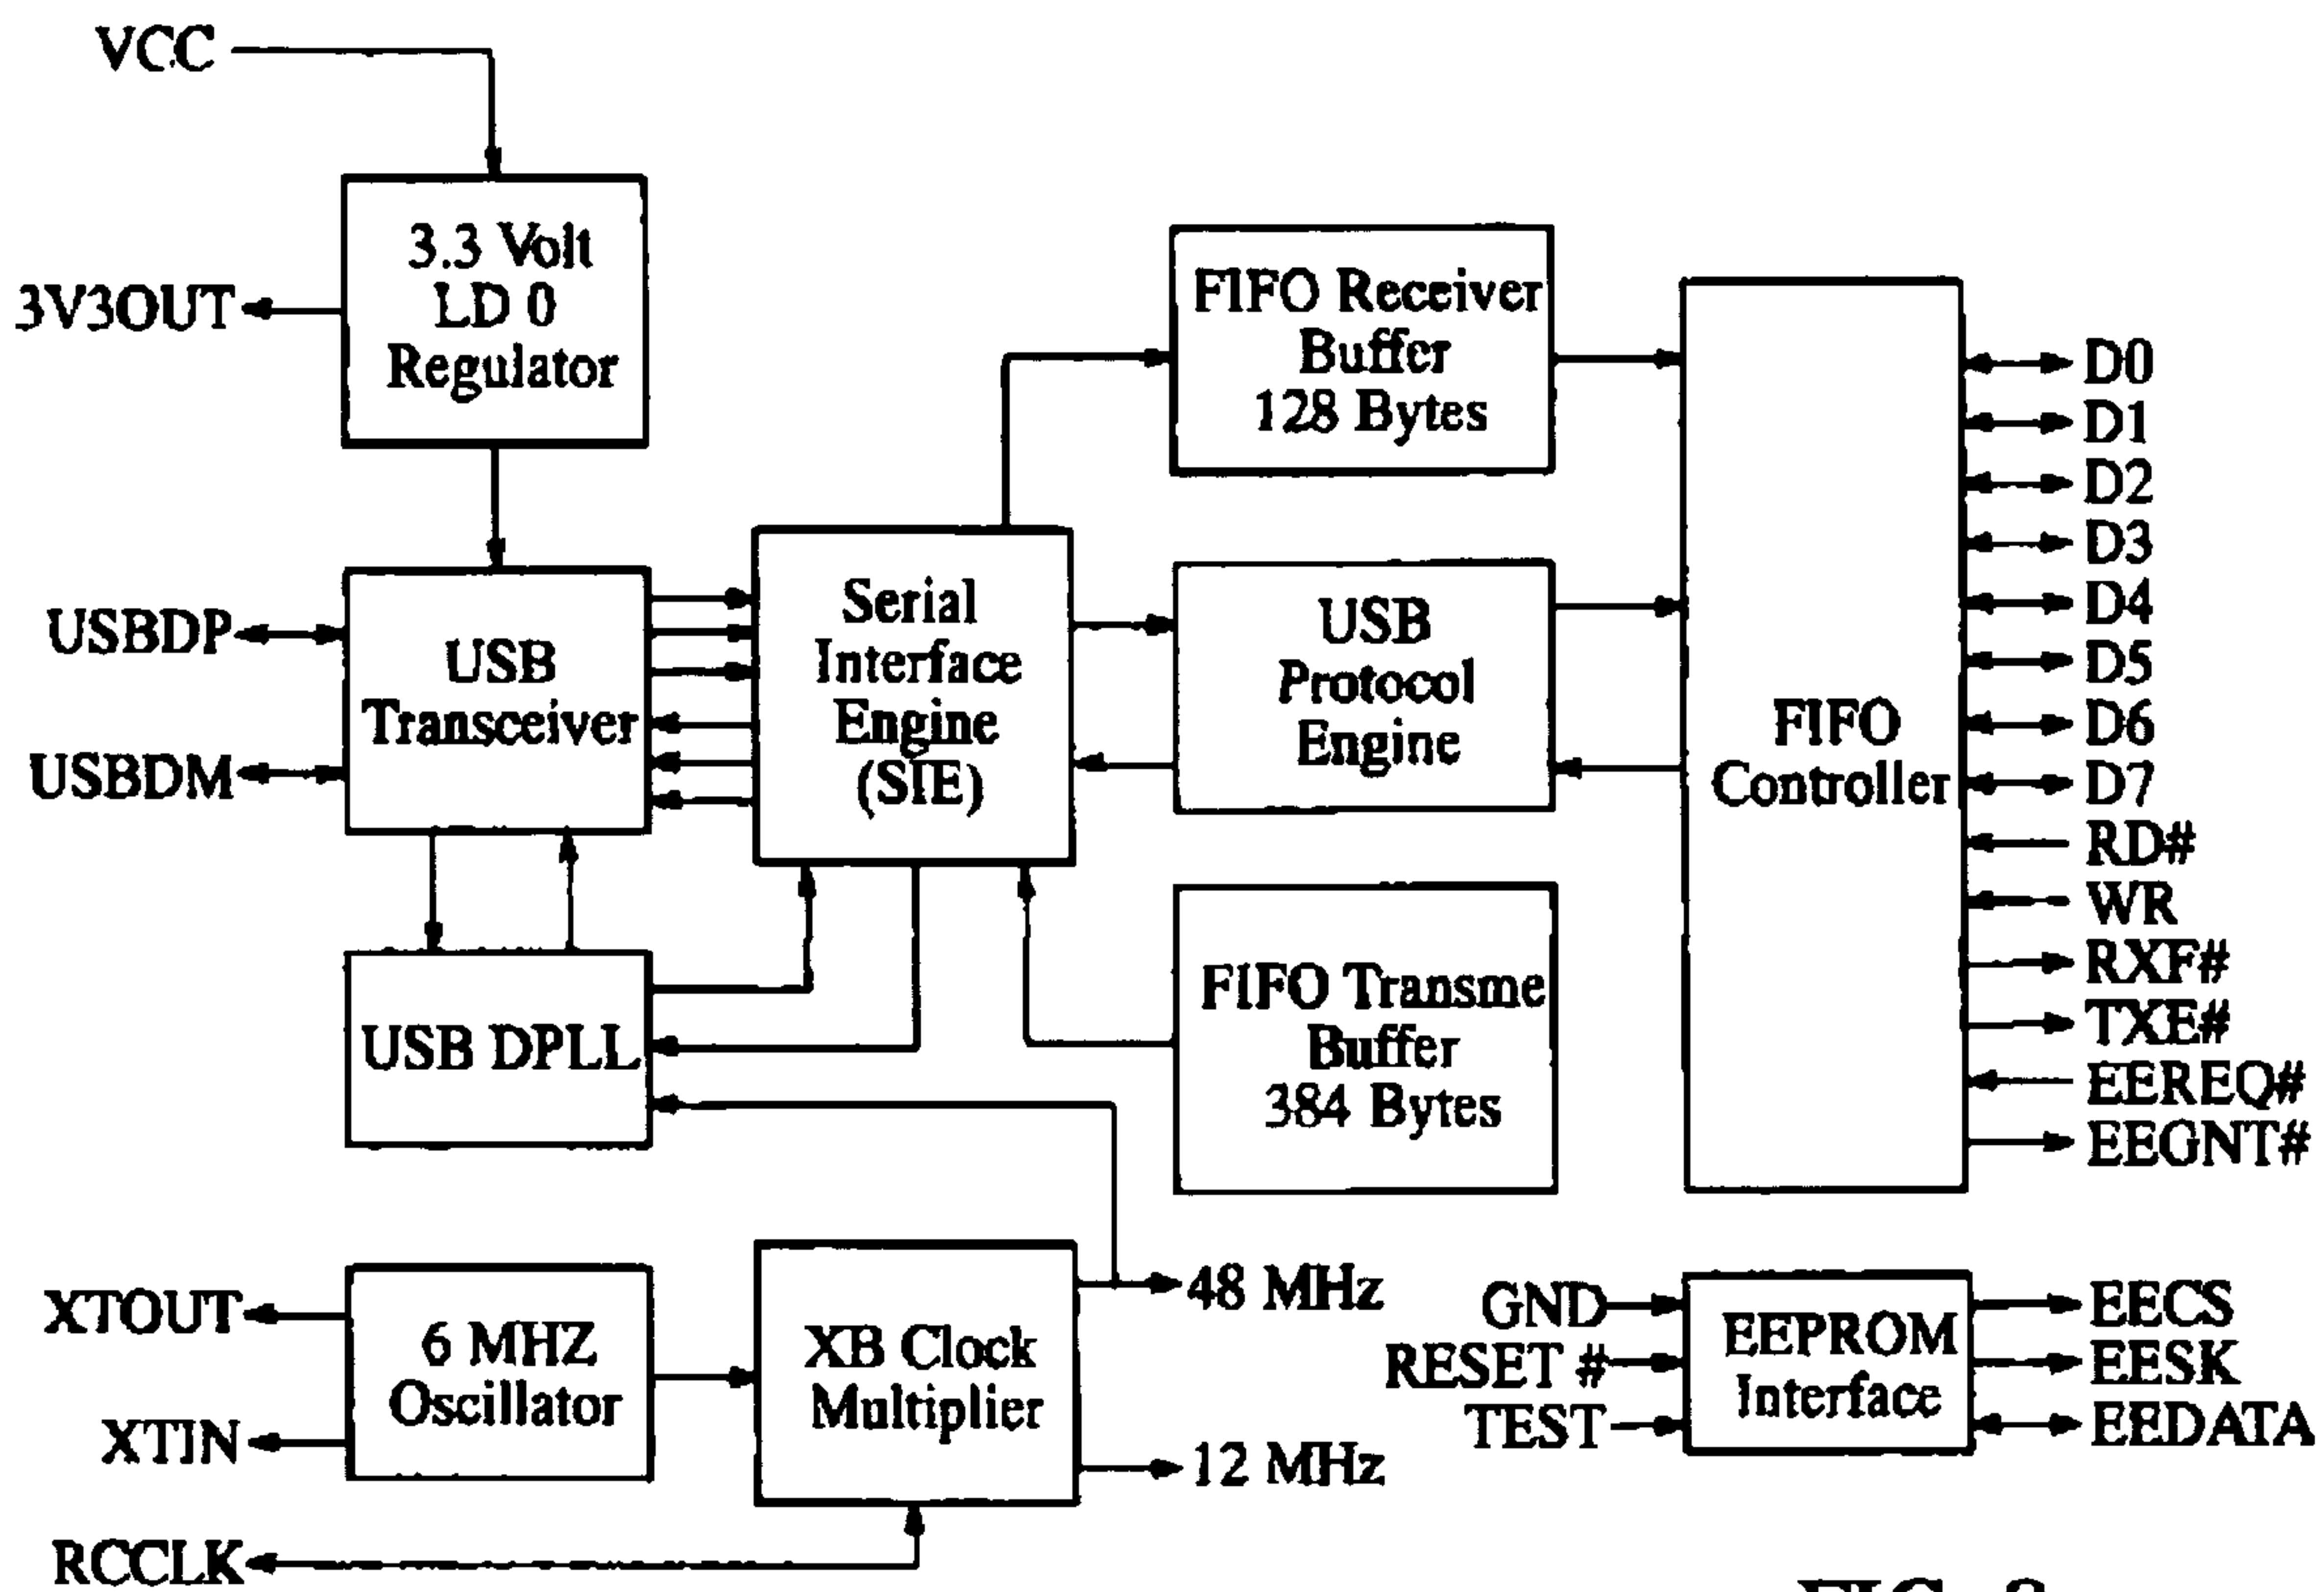 VCC
3.3 Volt
LD 0
Regulator
3V3OUT
FIFO Receiver
Buffer
128 Bytes
USBDP
USBDM
USB
Transceiver
Serial
Interface
Engine
(SIE)
USB
Protocol
Engine
FIFO
Controller
D0
D1
D2
D3
D4
D5
D6
D7
RD#
WR
RXF#
TXE#
EEREQ#
EEGNT#
USB DPLL
FIFO Transme
Buffer
384 Bytes
XTOUT
XTIN
6 MHZ
Oscillator
XB Clock
Multiplier
48 MHz
12 MHz
RCCLK
GND
RESET #
TEST
EEPROM
Interface
EECS
EESK
EEDATA